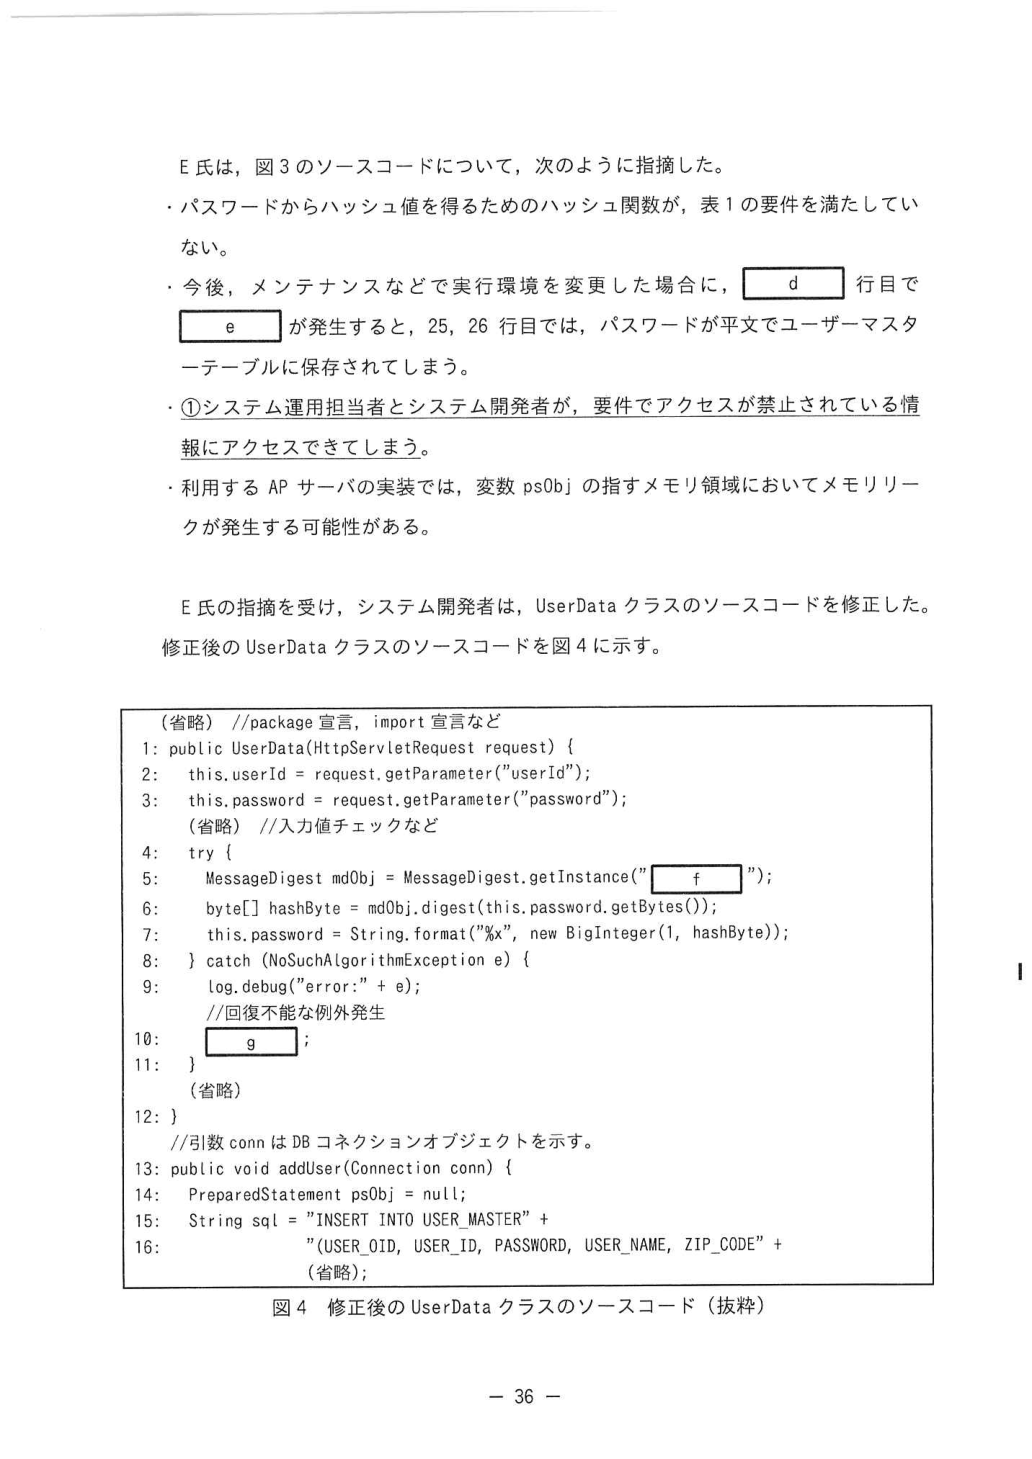 E 氏は，図 3 のソースコードについて，次のように指摘した。
・パスワードからハッシュ値を得るためのハッシュ関数が，表 1 の要件を満たしてい
ない。
・今後，メンテナンスなどで実行環境を変更した場合に， d 行目で
e が発生すると，25，26 行目では，パスワードが平文でユーザーマスタ
ーテーブルに保存されてしまう。
・①システム運用担当者とシステム開発者が，要件でアクセスが禁止されている情
報にアクセスできてしまう。
・利用する AP サーバの実装では，変数 psObj の指すメモリ領域においてメモリリー
クが発生する可能性がある。
E 氏の指摘を受け，システム開発者は，UserData クラスのソースコードを修正した。
修正後の UserData クラスのソースコードを図 4 に示す。
（省略） //package 宣言，import 宣言など
1: public UserData(HttpServletRequest request) {
2: this.userId = request.getParameter("userId");
3: this.password = request.getParameter("password");
（省略） //入力値チェックなど
4: try {
5: MessageDigest mdObj = MessageDigest.getInstance(" f ");
6: byte[] hashByte = mdObj.digest(this.password.getBytes());
7: this.password = String.format("%x", new BigInteger(1, hashByte));
8: } catch (NoSuchAlgorithmException e) {
9: log.debug("error:" + e);
//回復不能な例外発生
10: g ;
11: }
（省略）
12: }
//引数 conn は DB コネクションオブジェクトを示す。
13: public void addUser(Connection conn) {
14: PreparedStatement psObj = null;
15: String sql = "INSERT INTO USER_MASTER" +
16: "(USER_OID, USER_ID, PASSWORD, USER_NAME, ZIP_CODE" +
（省略）;
図 4 修正後の UserData クラスのソースコード（抜粋）
— 36 —